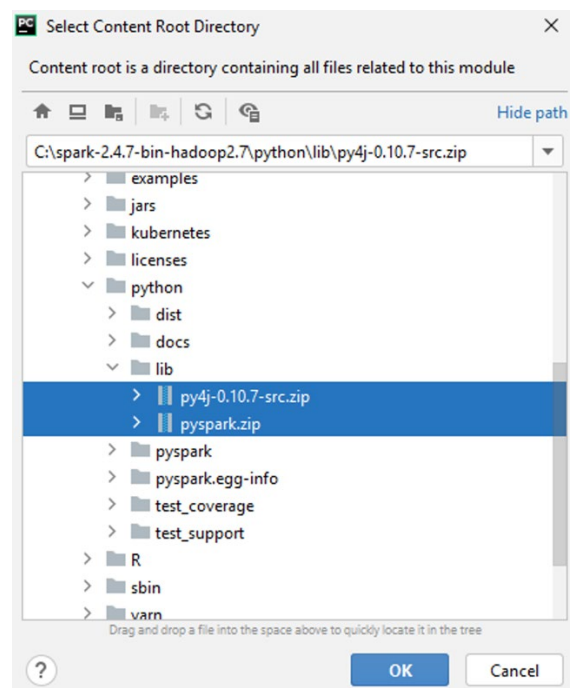 PC Select Content Root Directory
Content root is a directory containing all files related to this module
Hide path
C:\spark-2.4.7-bin-hadoop2.7\python\lib\py4j-0.10.7-src.zip
examples
jars
kubernetes
licenses
python
dist
docs
lib
py4j-0.10.7-src.zip
pyspark.zip
pyspark
pyspark.egg-info
test_coverage
test_support
R
sbin
yarn
Drag and drop a file into the space above to quickly locate it in the tree
? OK Cancel